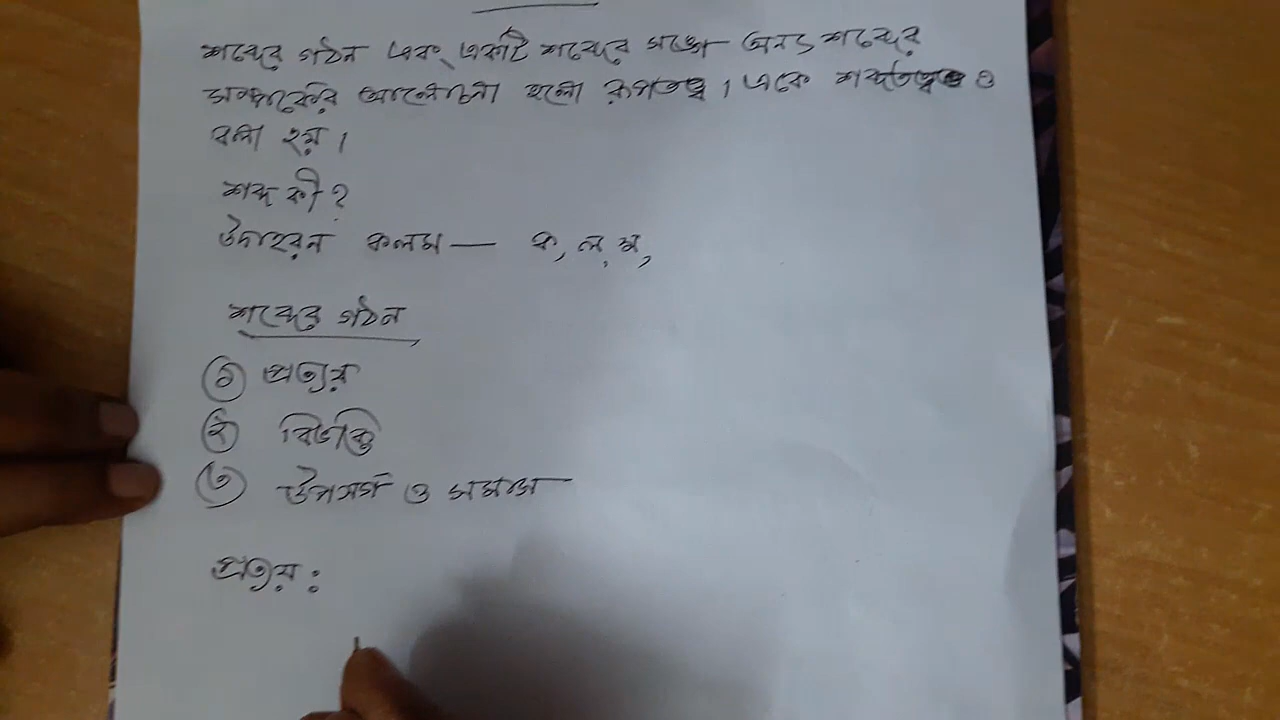 শব্দের গঠন এবং একটি শব্দের সঙ্গে অন্য শব্দের
সম্পর্কের আলোচনা হলো রূপতত্ত্ব । একে শব্দতত্ত্বও
বলা হয় ।
শব্দ কী ?
উদাহরন কলম — ক, ল, ম,
শব্দের গঠন
১ প্রত্যয়
২ বিভক্তি
৩ উপসর্গ ও সমাস
প্রত্যয় :